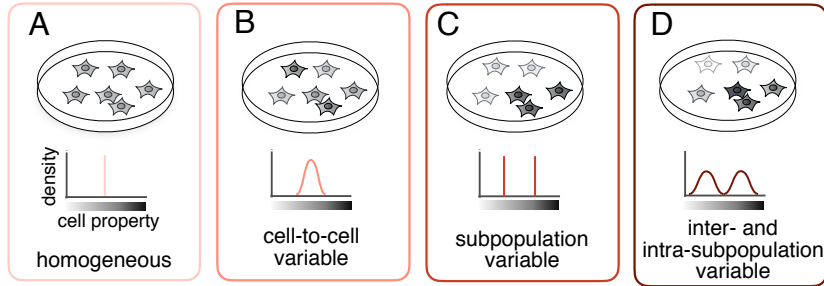 A
density
cell property
homogeneous
B
cell-to-cell
variable
C
subpopulation
variable
D
inter- and
intra-subpopulation
variable